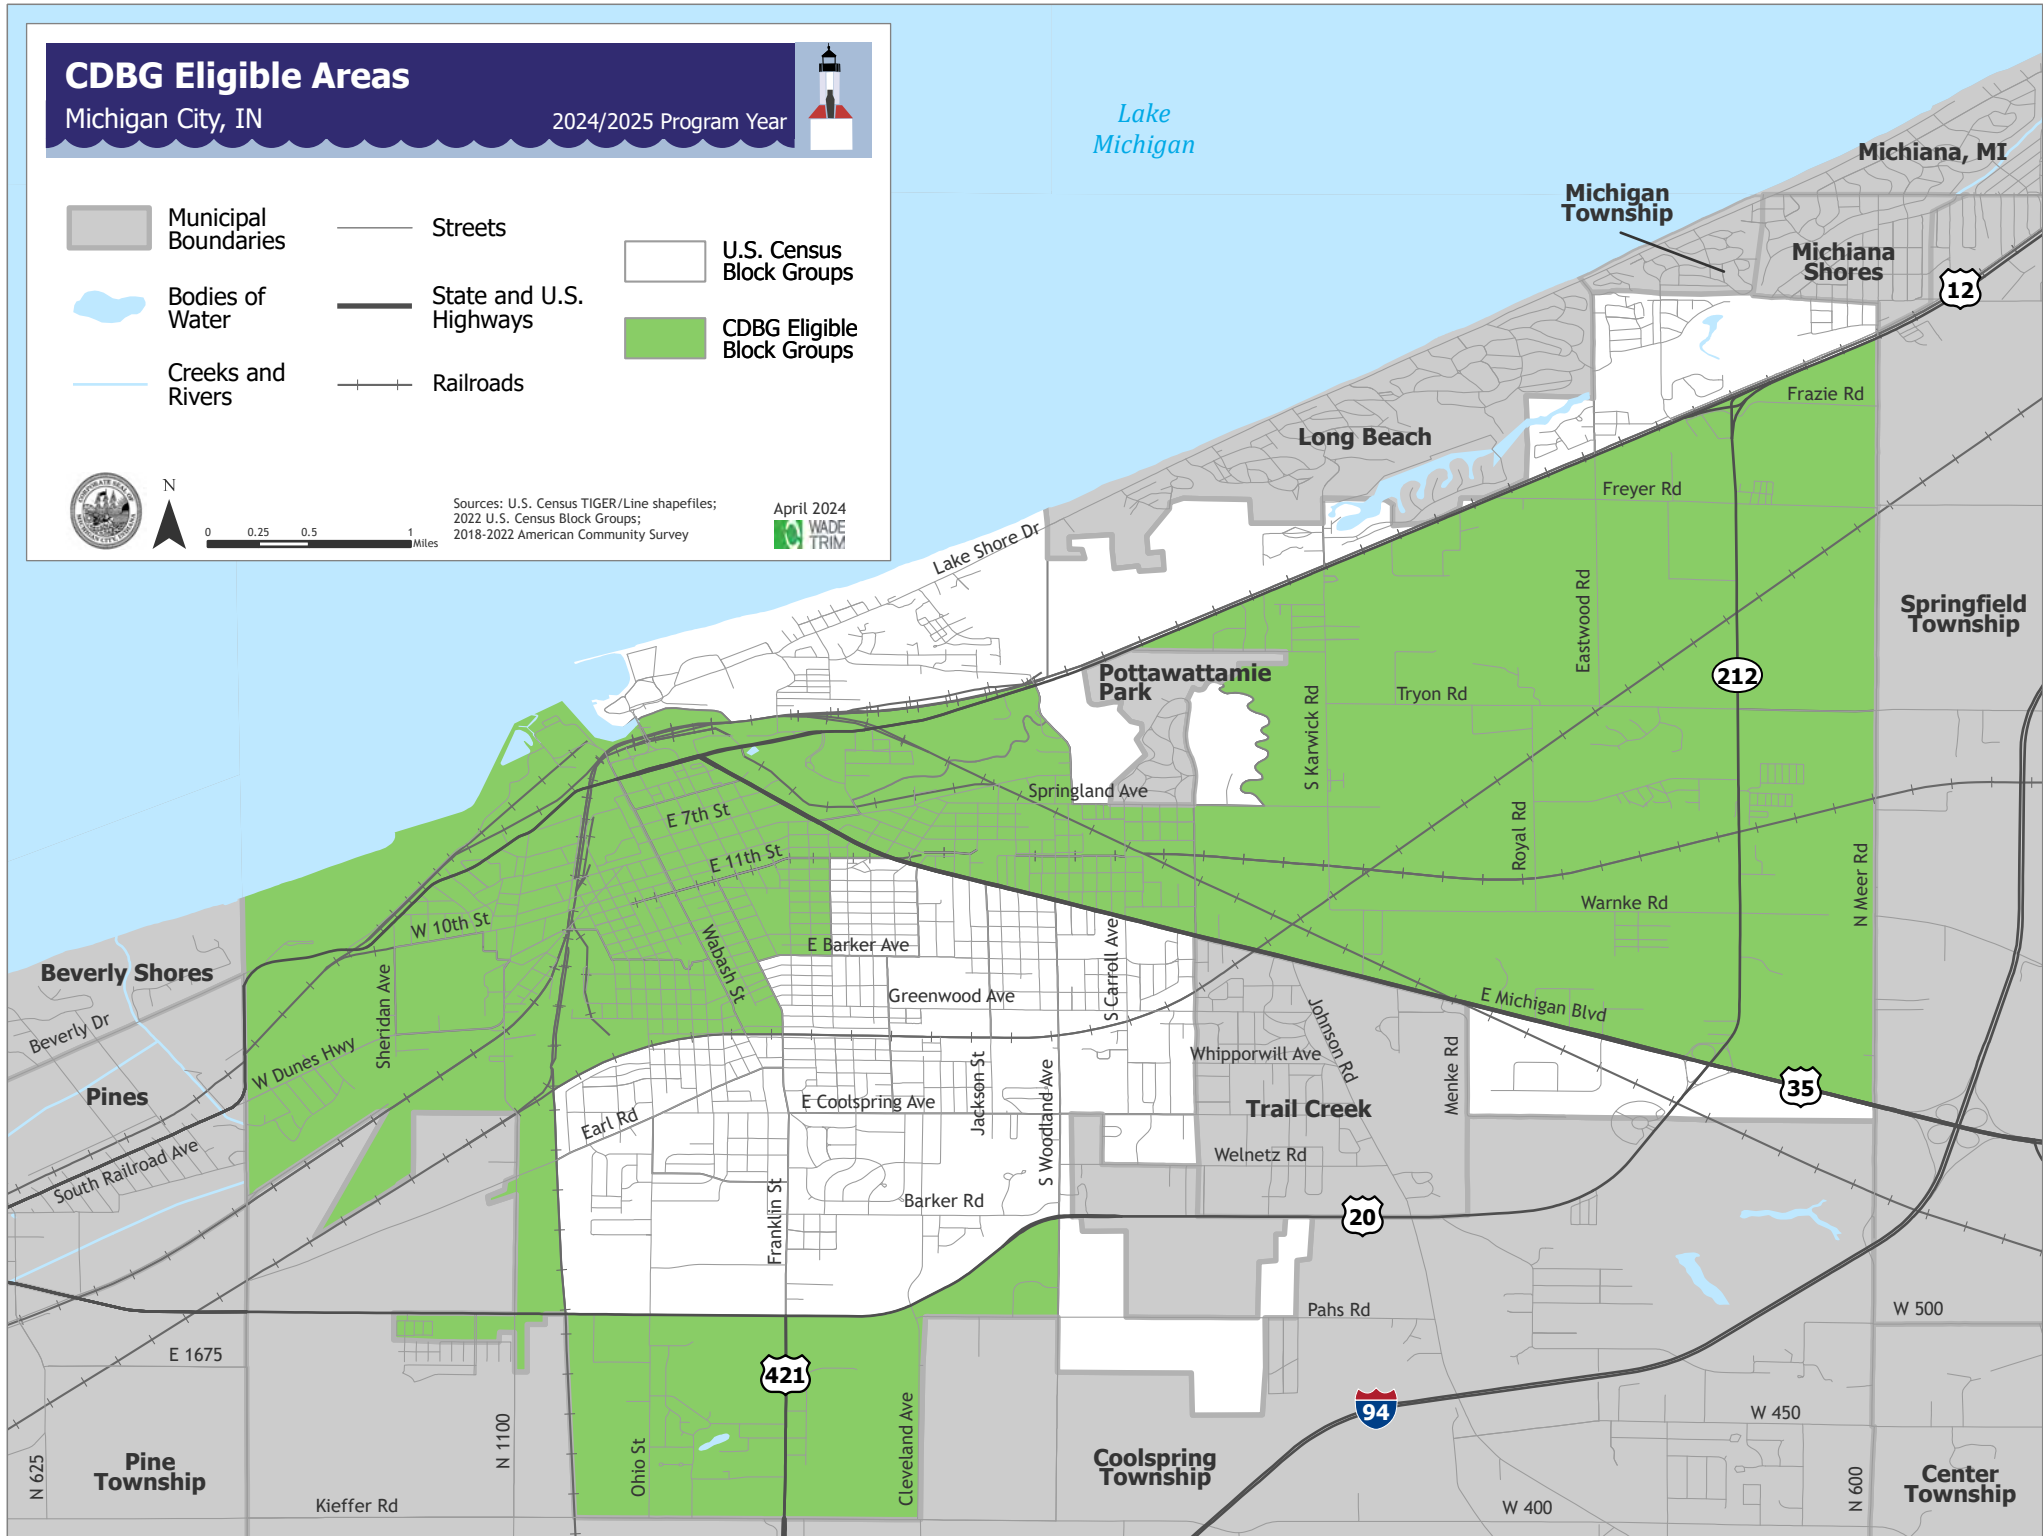 CDBG Eligible Areas
Michigan City, IN
2024/2025 Program Year
Municipal
Boundaries
Bodies of
Water
Creeks and
Rivers
Streets
State and U.S.
Highways
Railroads
U.S. Census
Block Groups
CDBG Eligible
Block Groups
N
0 0.25 0.5 1
Miles
Sources: U.S. Census TIGER/Line shapefiles;
2022 U.S. Census Block Groups;
2018-2022 American Community Survey
April 2024
WADE
TRIM
Lake
Michigan
Michiana, MI
Michigan
Township
Michiana
Shores
12
Frazie Rd
Long Beach
Freyer Rd
Lake Shore Dr
Eastwood Rd
Springfield
Township
Pottawattamie
Park
212
S Karwick Rd
Tryon Rd
Springland Ave
E 7th St
Royal Rd
E 11th St
N Meer Rd
Warnke Rd
W 10th St
Wabash St
E Barker Ave
S Carroll Ave
Beverly Shores
Sheridan Ave
Greenwood Ave
E Michigan Blvd
Johnson Rd
Beverly Dr
W Dunes Hwy
Whipporwill Ave
Menke Rd
35
Pines
Jackson St
S Woodland Ave
E Coolspring Ave
Trail Creek
Earl Rd
South Railroad Ave
Welnetz Rd
Barker Rd
Franklin St
20
Pahs Rd
W 500
E 1675
421
94
W 450
N 1100
Ohio St
Cleveland Ave
Pine
Township
N 625
Coolspring
Township
N 600
Center
Township
Kieffer Rd
W 400